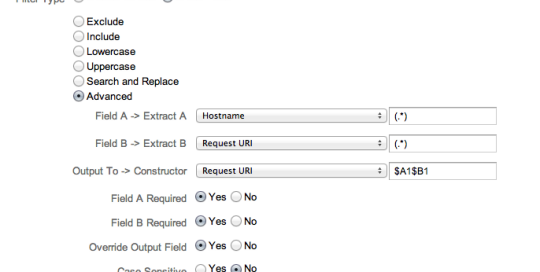 Filter Type
Exclude
Include
Lowercase
Uppercase
Search and Replace
Advanced
Field A -> Extract A Hostname (.*)
Field B -> Extract B Request URI (.*)
Output To -> Constructor Request URI $A1$B1
Field A Required Yes No
Field B Required Yes No
Override Output Field Yes No
Case Sensitive Yes No